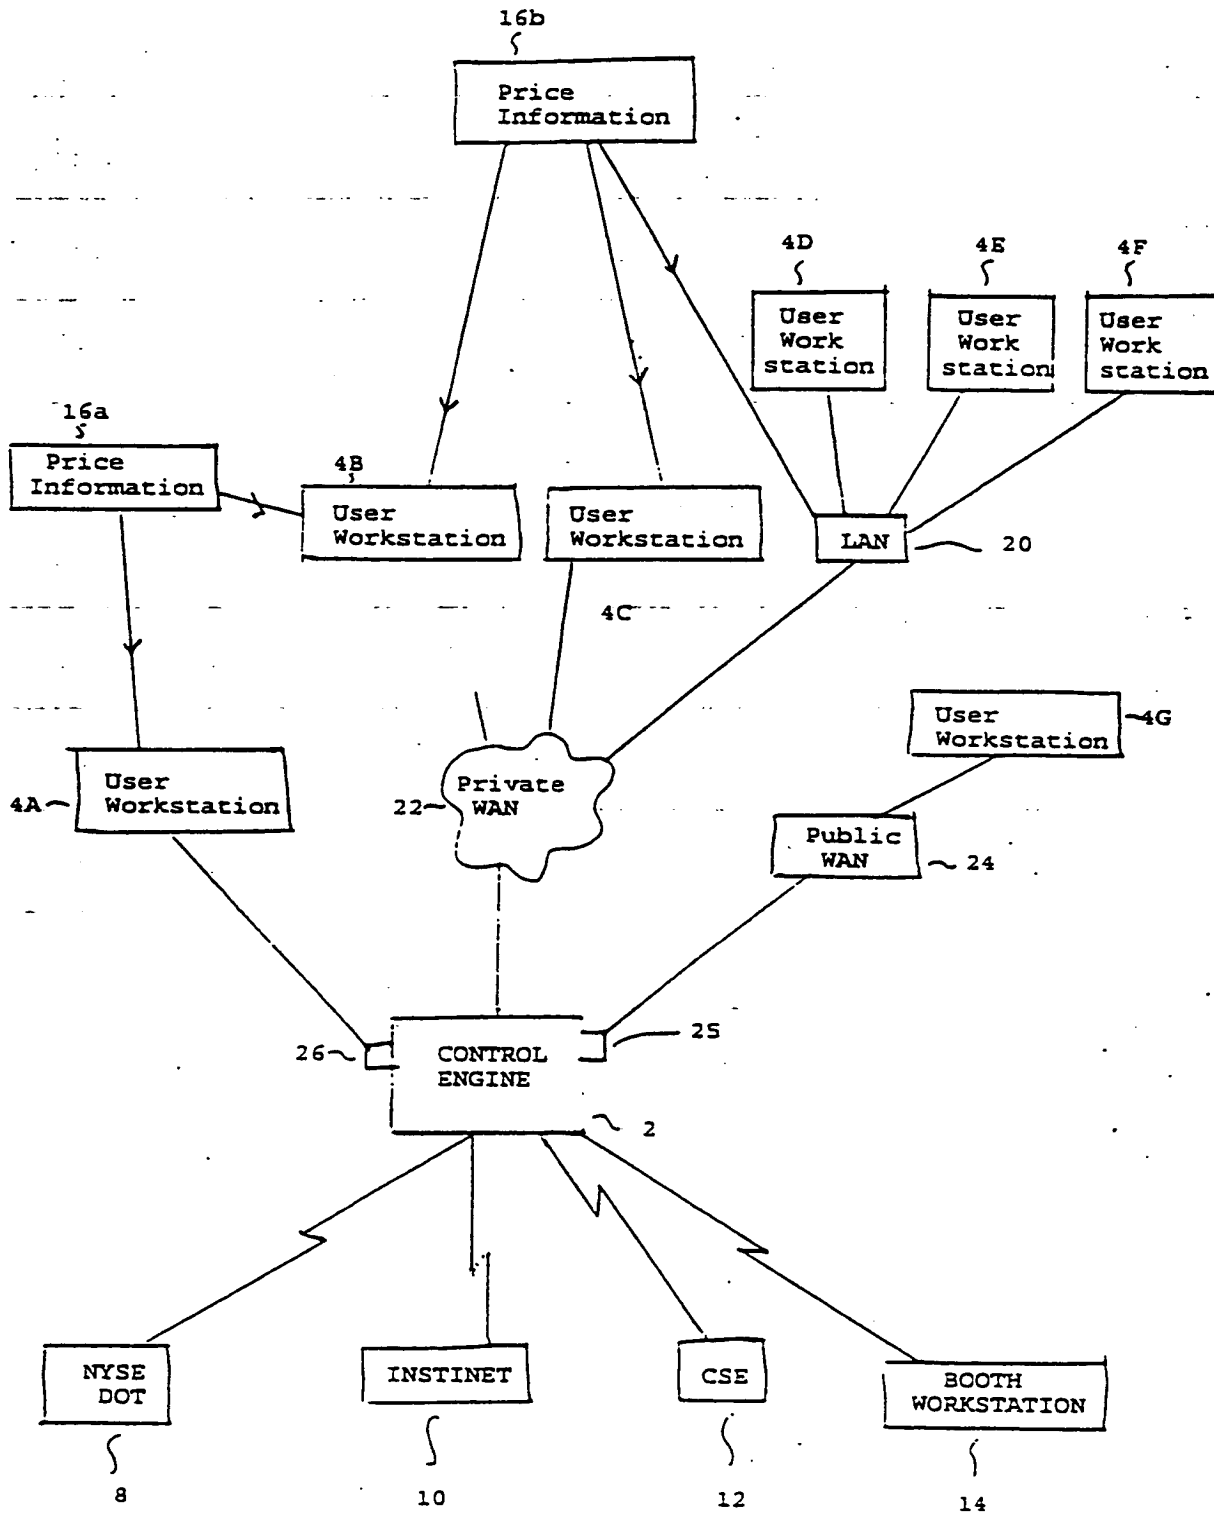 16b
Price
Information
4D
4E
4F
User
Work
station
User
Work
station
User
Work
station
16a
Price
Information
4B
User
Workstation
User
Workstation
LAN
20
4C
User
Workstation
4G
4A
User
Workstation
22
Private
WAN
Public
WAN
24
26
CONTROL
ENGINE
25
2
NYSE
DOT
INSTINET
CSE
BOOTH
WORKSTATION
8
10
12
14